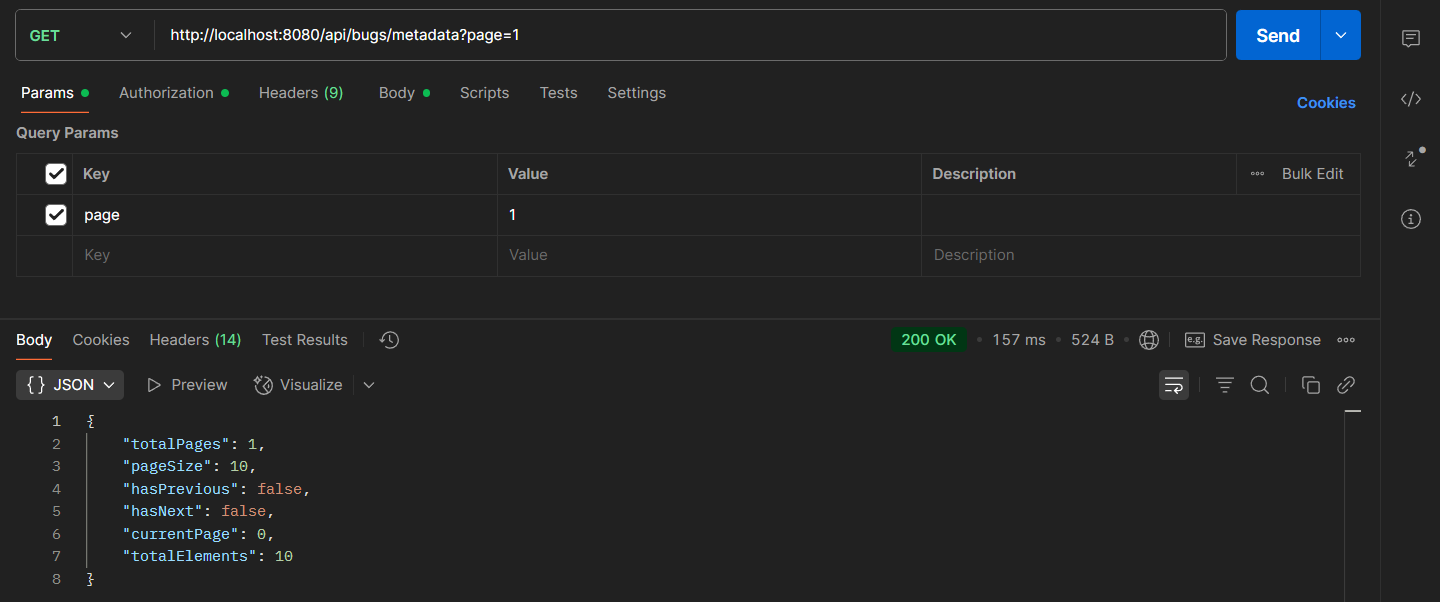 GET http://localhost:8080/api/bugs/metadata?page=1 Send
Params Authorization Headers (9) Body Scripts Tests Settings Cookies
Query Params
Key Value Description Bulk Edit
page 1
Key Value Description
Body Cookies Headers (14) Test Results 200 OK • 157 ms • 524 B • e.g. Save Response
{ } JSON Preview Visualize
1 {
2 "totalPages": 1,
3 "pageSize": 10,
4 "hasPrevious": false,
5 "hasNext": false,
6 "currentPage": 0,
7 "totalElements": 10
8 }